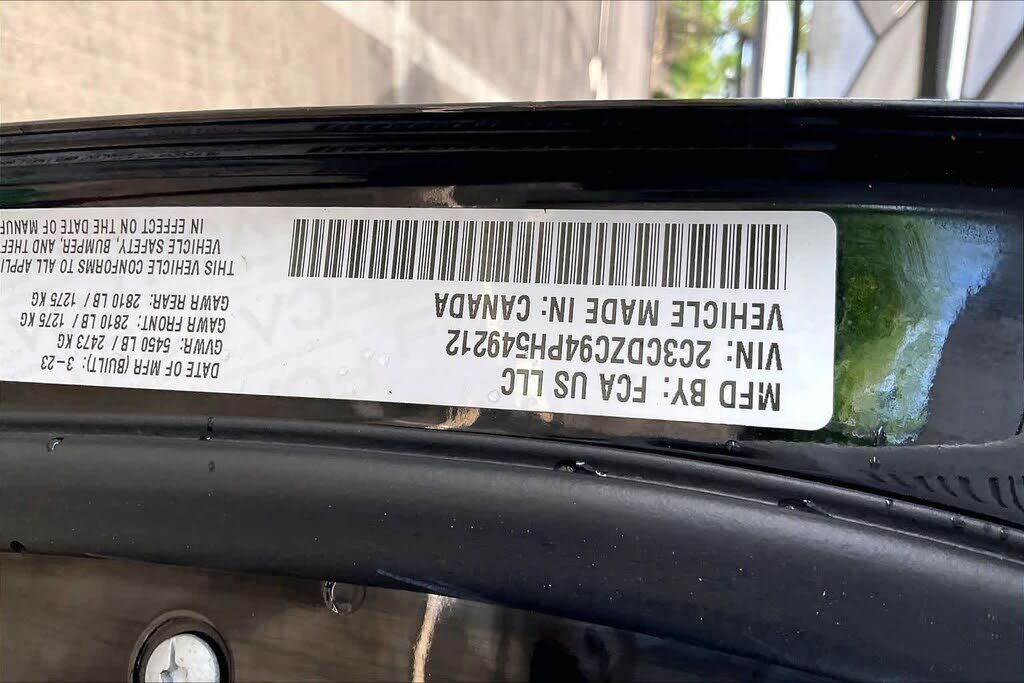 MFD BY: FCA US LLC
VIN: 2C3CDZC94PH549212
VEHICLE MADE IN: CANADA
DATE OF MFR (BUILT): 3-23
GVWR: 5450 LB / 2473 KG
GAWR FRONT: 2810 LB / 1275 KG
GAWR REAR: 2810 LB / 1275 KG
THIS VEHICLE CONFORMS TO ALL APPLI
VEHICLE SAFETY, BUMPER, AND THEF
IN EFFECT ON THE DATE OF MANUF